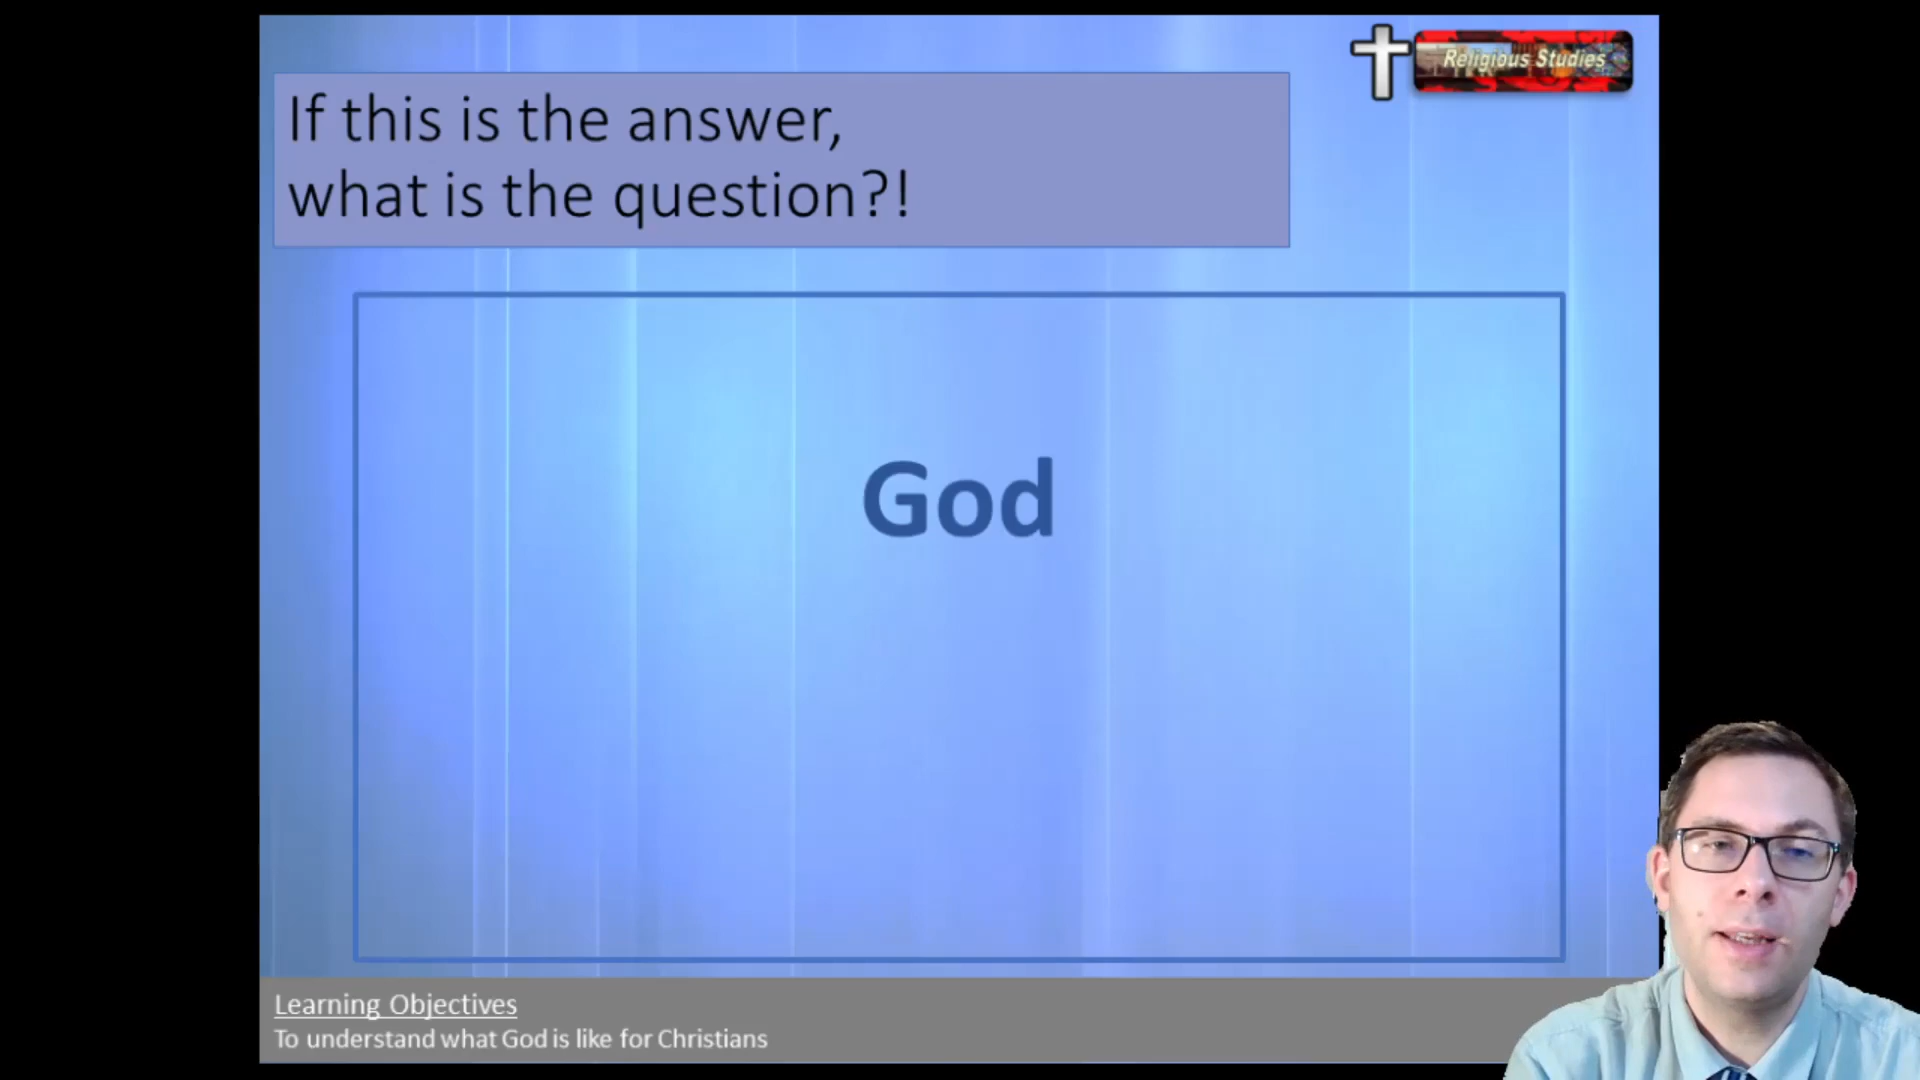 Religious Studies
If this is the answer,
what is the question?!
God
Learning Objectives
To understand what God is like for Christians